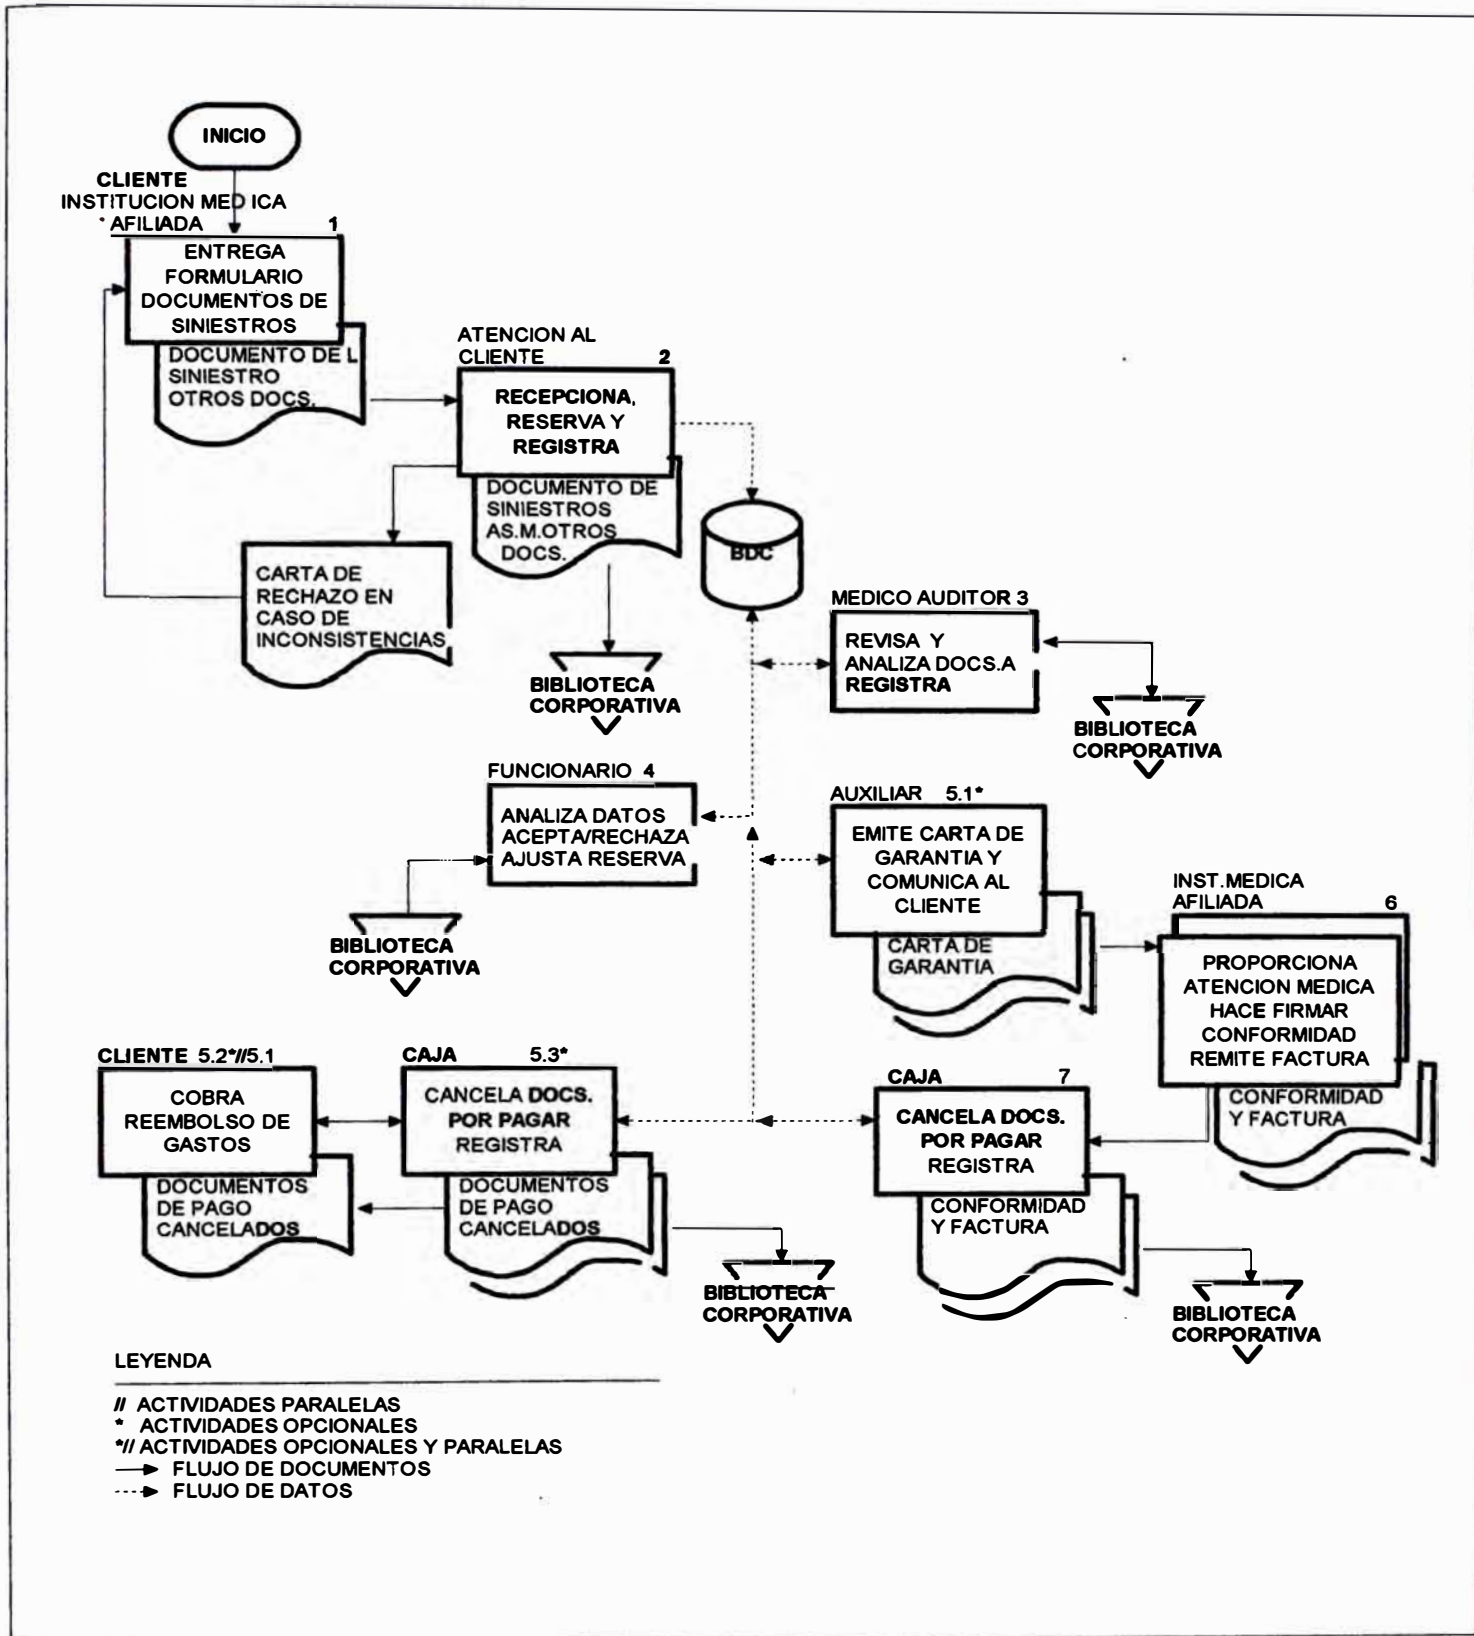 INICIO
CLIENTE
INSTITUCION MEDICA
* AFILIADA 1
ENTREGA
FORMULARIO
DOCUMENTOS DE
SINIESTROS
DOCUMENTO DE L
SINIESTRO
OTROS DOCS.
ATENCION AL
CLIENTE 2
RECEPCIONA,
RESERVA Y
REGISTRA
DOCUMENTO DE
SINIESTROS
AS.M.OTROS
DOCS.
BDC
CARTA DE
RECHAZO EN
CASO DE
INCONSISTENCIAS
BIBLIOTECA
CORPORATIVA
MEDICO AUDITOR 3
REVISA Y
ANALIZA DOCS.A
REGISTRA
BIBLIOTECA
CORPORATIVA
FUNCIONARIO 4
ANALIZA DATOS
ACEPTA/RECHAZA
AJUSTA RESERVA
BIBLIOTECA
CORPORATIVA
AUXILIAR 5.1*
EMITE CARTA DE
GARANTIA Y
COMUNICA AL
CLIENTE
CARTA DE
GARANTIA
INST.MEDICA
AFILIADA 6
PROPORCIONA
ATENCION MEDICA
HACE FIRMAR
CONFORMIDAD
REMITE FACTURA
CONFORMIDAD
Y FACTURA
CLIENTE 5.2*//5.1
COBRA
REEMBOLSO DE
GASTOS
DOCUMENTOS
DE PAGO
CANCELADOS
CAJA 5.3*
CANCELA DOCS.
POR PAGAR
REGISTRA
DOCUMENTOS
DE PAGO
CANCELADOS
BIBLIOTECA
CORPORATIVA
CAJA 7
CANCELA DOCS.
POR PAGAR
REGISTRA
CONFORMIDAD
Y FACTURA
BIBLIOTECA
CORPORATIVA
LEYENDA
// ACTIVIDADES PARALELAS
* ACTIVIDADES OPCIONALES
*// ACTIVIDADES OPCIONALES Y PARALELAS
FLUJO DE DOCUMENTOS
FLUJO DE DATOS